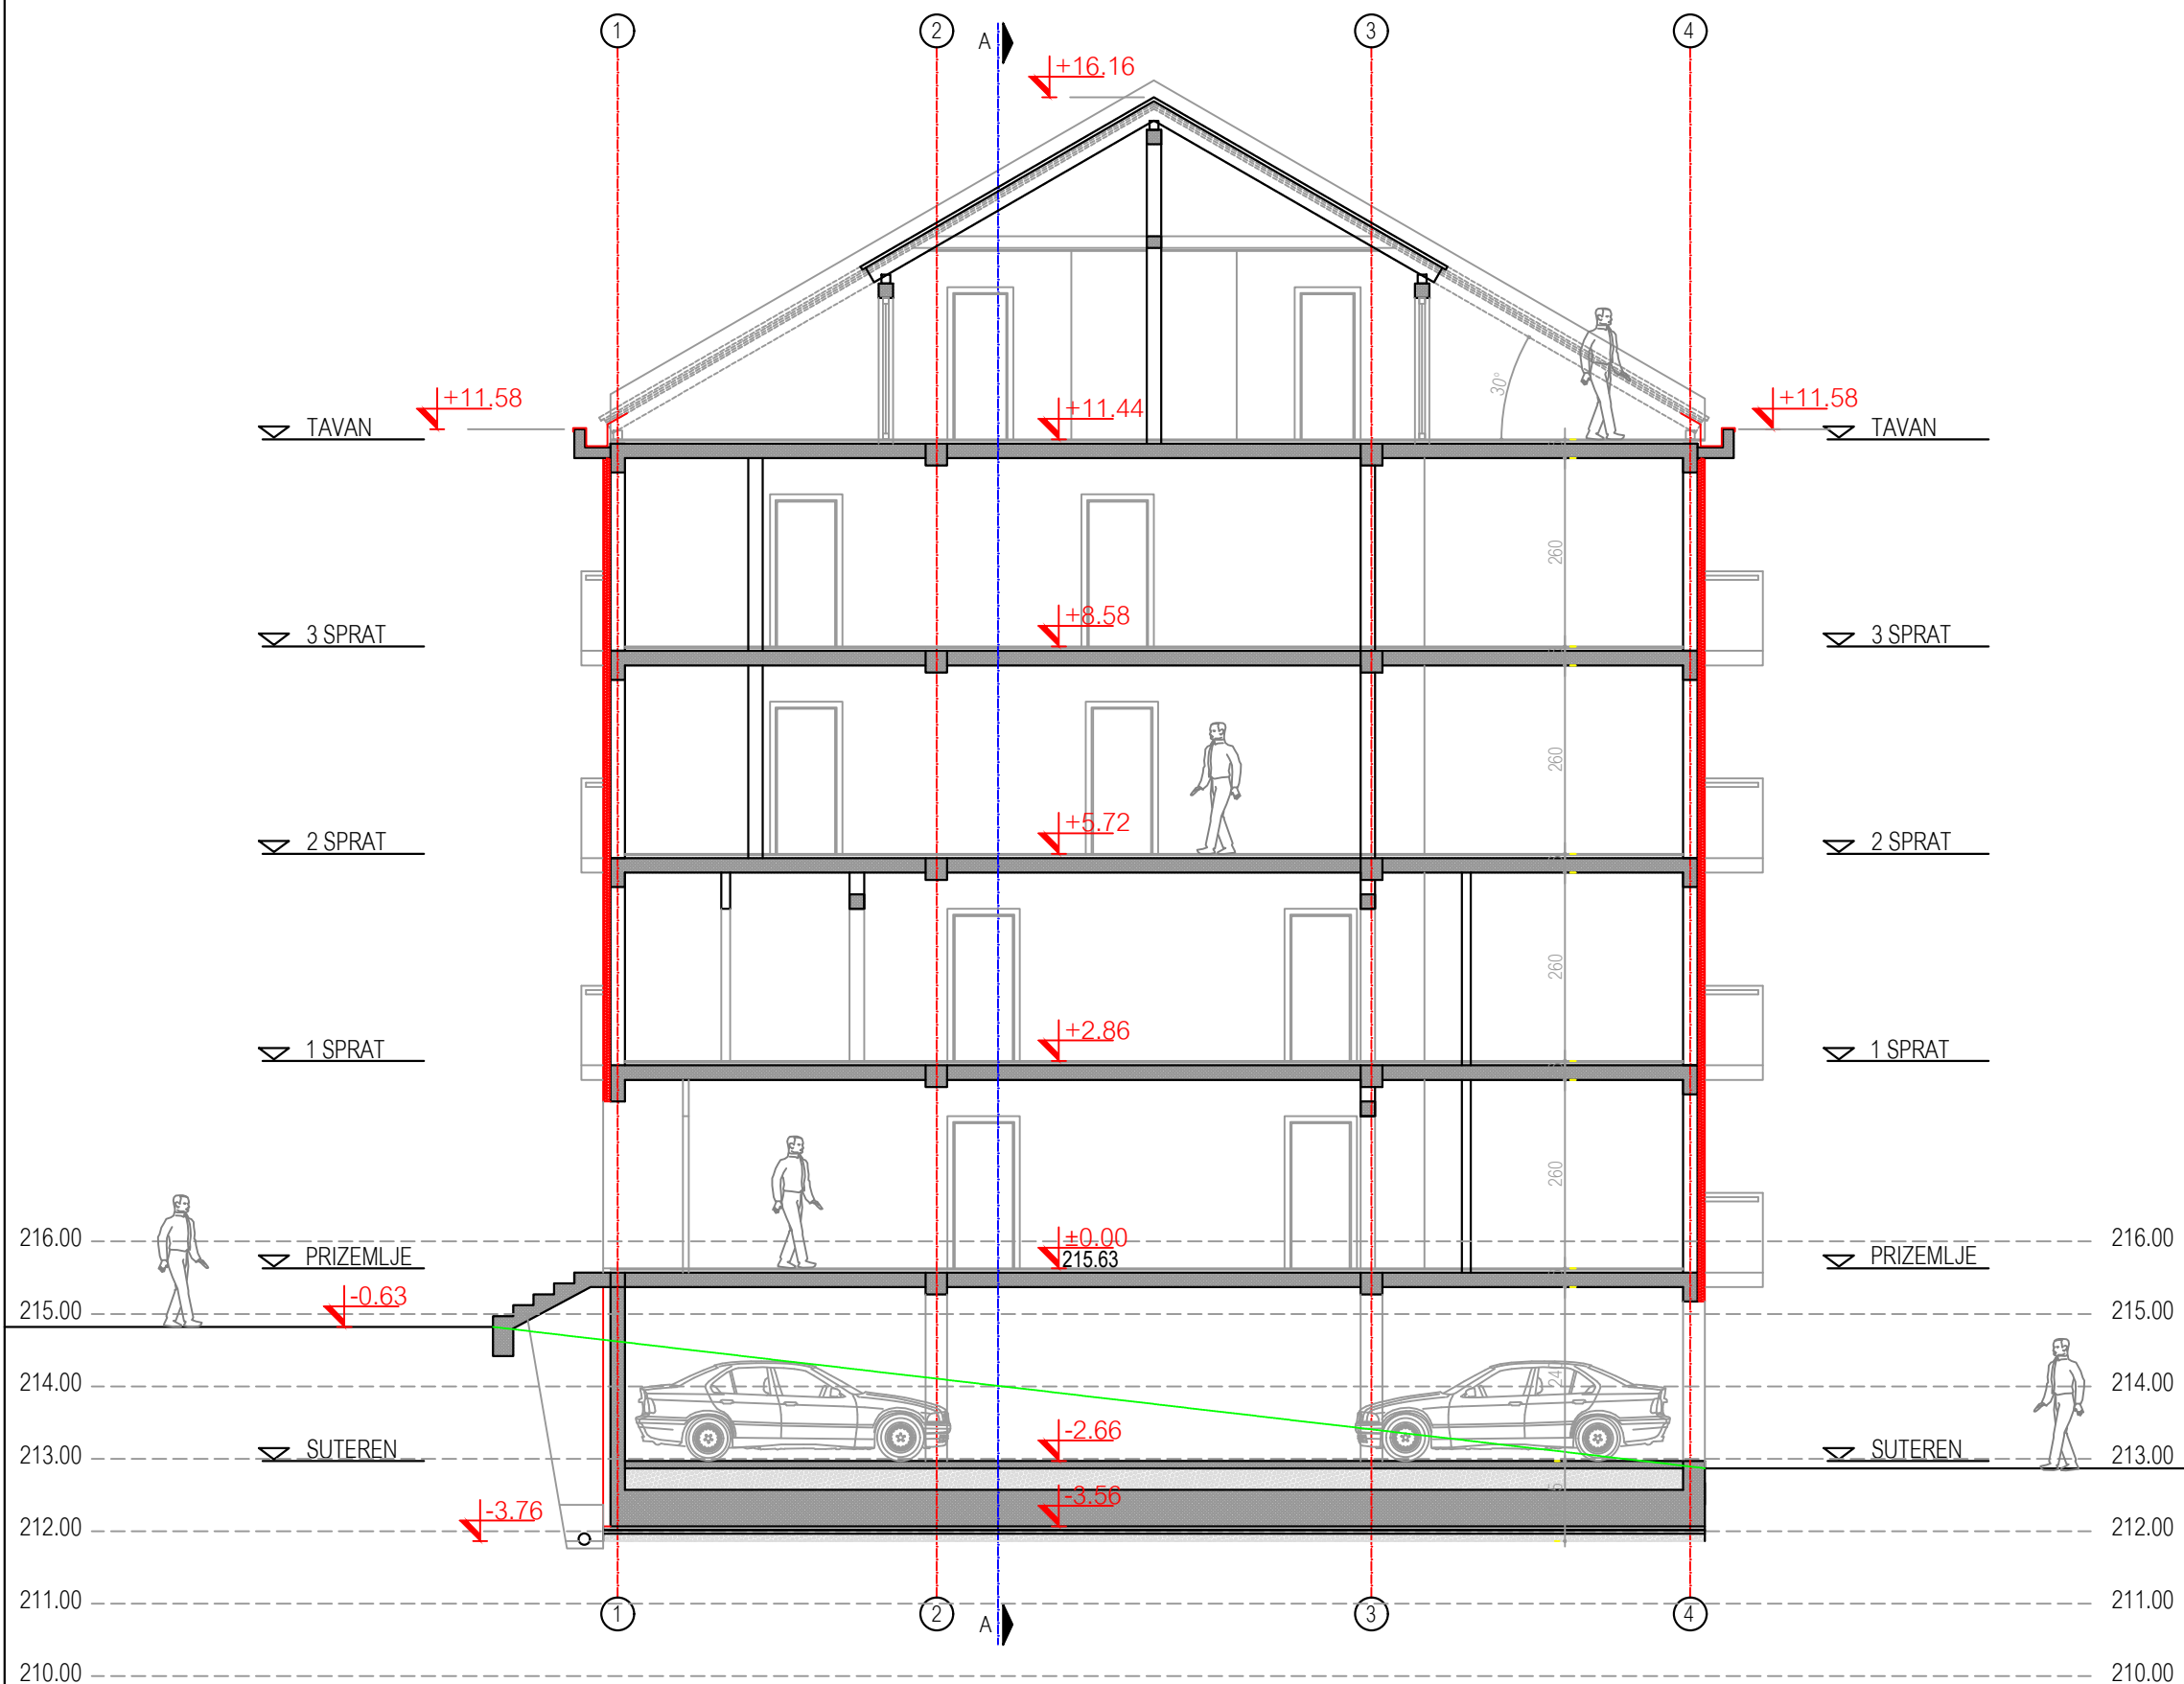 1 2 A 3 4
+16.16
30°
+11.58 +11.44 +11.58
TAVAN TAVAN
260
+8.58
3 SPRAT 3 SPRAT
260
+5.72
2 SPRAT 2 SPRAT
260
+2.86
1 SPRAT 1 SPRAT
260
216.00 ±0.00 216.00
PRIZEMLJE 215.63 PRIZEMLJE
-0.63
215.00 215.00
214.00 214.00
-2.66
213.00 SUTEREN SUTEREN 213.00
-3.76 -3.56
212.00 212.00
211.00 211.00
1 2 A 3 4
210.00 210.00